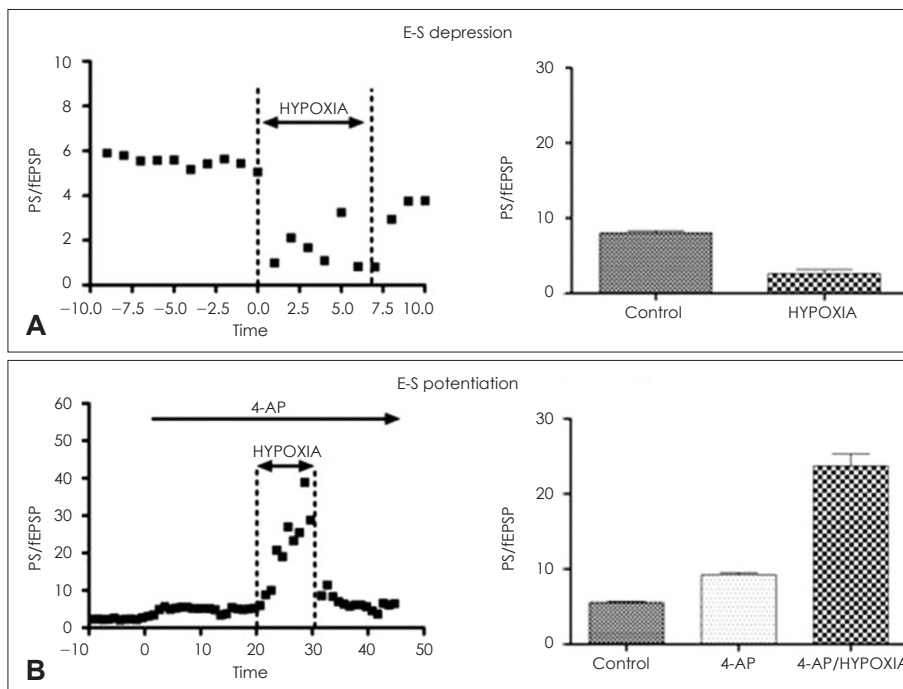 E-S depression
10
8
6
4
2
0
PS/fEPSP
HYPOXIA
−10.0 −7.5 −5.0 −2.5 0.0 2.5 5.0 7.5 10.0
Time
A
30
20
10
0
PS/fEPSP
Control HYPOXIA
E-S potentiation
60
50
40
30
20
10
0
PS/fEPSP
4-AP
HYPOXIA
−10 0 10 20 30 40 50
Time
B
30
20
10
0
PS/fEPSP
Control 4-AP 4-AP/HYPOXIA